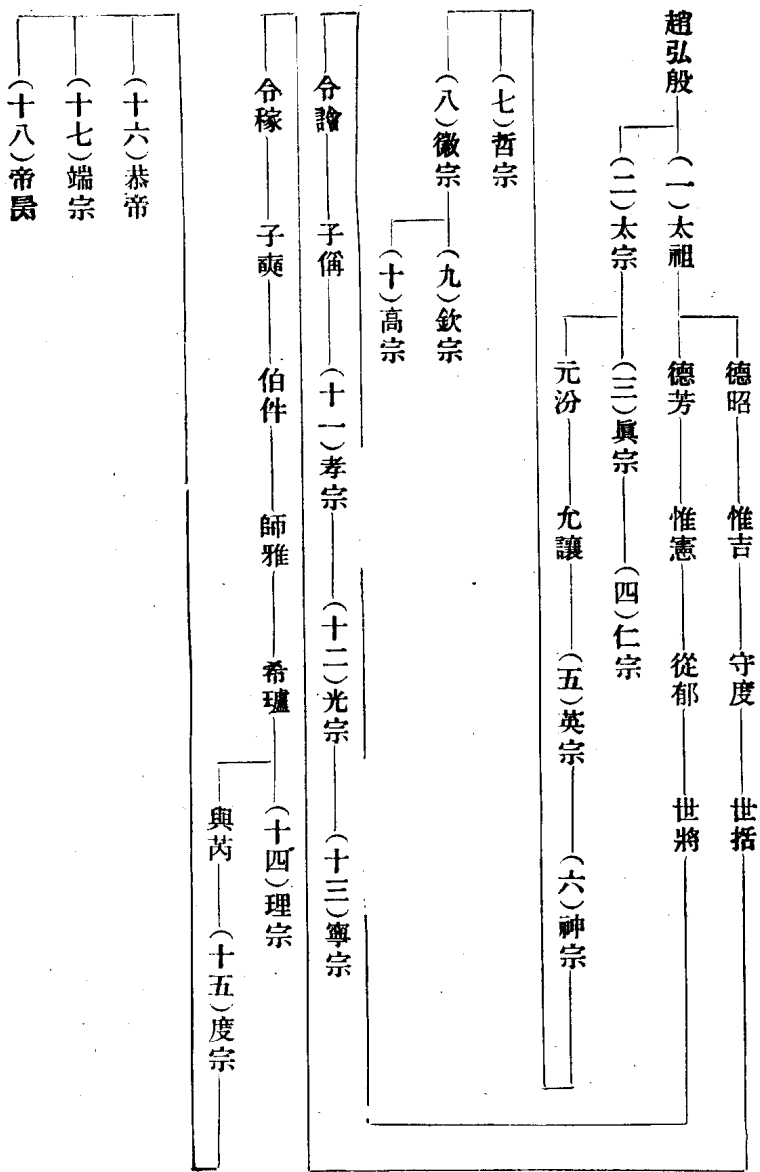 趙弘殷
(一)太祖
(二)太宗
德昭
惟吉
守度
世括
德芳
惟憲
從郁
世將
(三)眞宗
(四)仁宗
元汾
允讓
(五)英宗
(六)神宗
(七)哲宗
(八)徽宗
(九)欽宗
(十)高宗
令譮
子偁
(十一)孝宗
(十二)光宗
(十三)寧宗
令稼
子奭
伯件
師雅
希瓐
(十四)理宗
與芮
(十五)度宗
(十六)恭帝
(十七)端宗
(十八)帝昺